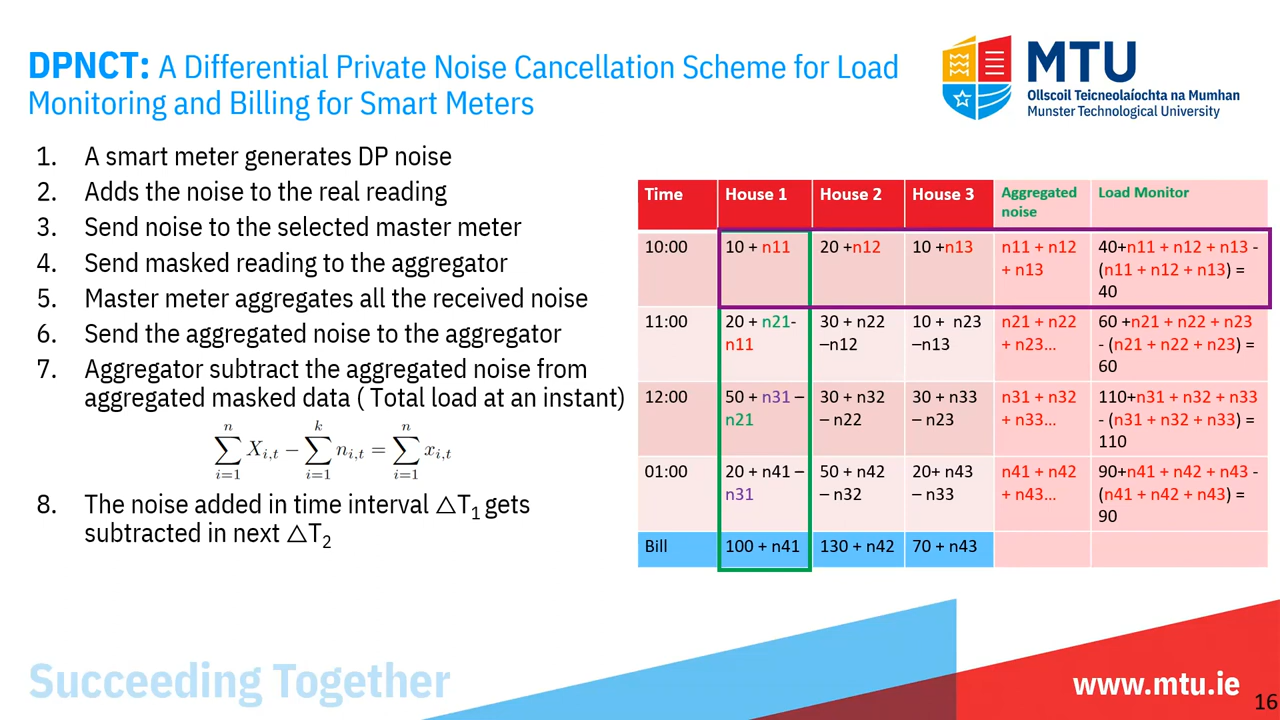 DPNCT: A Differential Private Noise Cancellation Scheme for Load
Monitoring and Billing for Smart Meters
MTU
Ollscoil Teicneolaíochta na Mumhan
Munster Technological University
1. A smart meter generates DP noise
2. Adds the noise to the real reading
3. Send noise to the selected master meter
4. Send masked reading to the aggregator
5. Master meter aggregates all the received noise
6. Send the aggregated noise to the aggregator
7. Aggregator subtract the aggregated noise from
aggregated masked data ( Total load at an instant)
∑_{i=1}^{n} X_{i,t} − ∑_{i=1}^{k} n_{i,t} = ∑_{i=1}^{n} x_{i,t}
8. The noise added in time interval △T₁ gets
subtracted in next △T₂
Time House 1 House 2 House 3 Aggregated Load Monitor
noise
10:00 10 + n11 20 +n12 10 +n13 n11 + n12 40+n11 + n12 + n13 -
+ n13 (n11 + n12 + n13) =
40
11:00 20 + n21- 30 + n22 10 + n23 n21 + n22 60 +n21 + n22 + n23
n11 –n12 –n13 + n23... - (n21 + n22 + n23) =
60
12:00 50 + n31 – 30 + n32 30 + n33 n31 + n32 110+n31 + n32 + n33
n21 – n22 – n23 + n33... - (n31 + n32 + n33) =
110
01:00 20 + n41 – 50 + n42 20+ n43 n41 + n42 90+n41 + n42 + n43 -
n31 – n32 – n33 + n43... (n41 + n42 + n43) =
90
Bill 100 + n41 130 + n42 70 + n43
Succeeding Together
www.mtu.ie
16